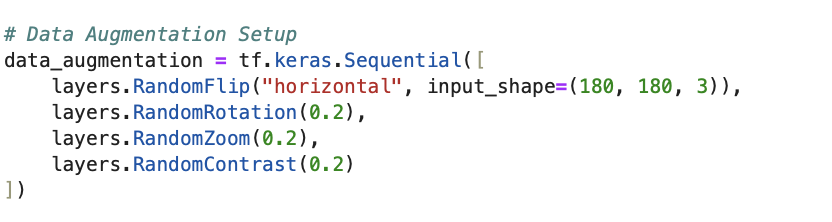 # Data Augmentation Setup
data_augmentation = tf.keras.Sequential([
    layers.RandomFlip("horizontal", input_shape=(180, 180, 3)),
    layers.RandomRotation(0.2),
    layers.RandomZoom(0.2),
    layers.RandomContrast(0.2)
])